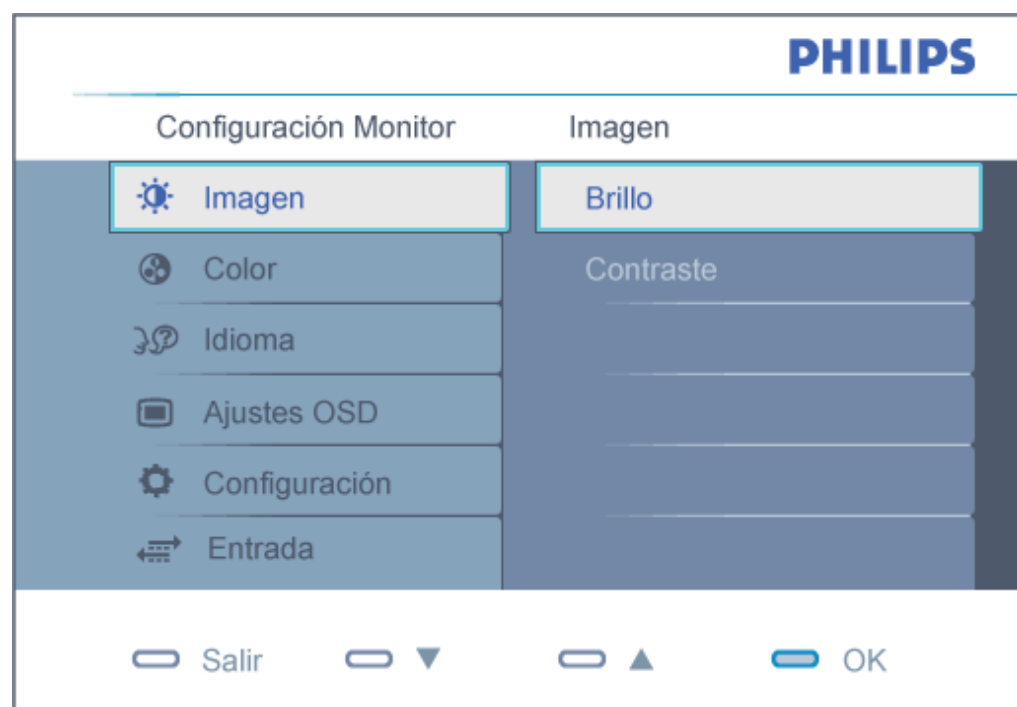 PHILIPS
Configuración Monitor Imagen
Imagen Brillo
Color Contraste
Idioma
Ajustes OSD
Configuración
Entrada
Salir ▼ ▲ OK